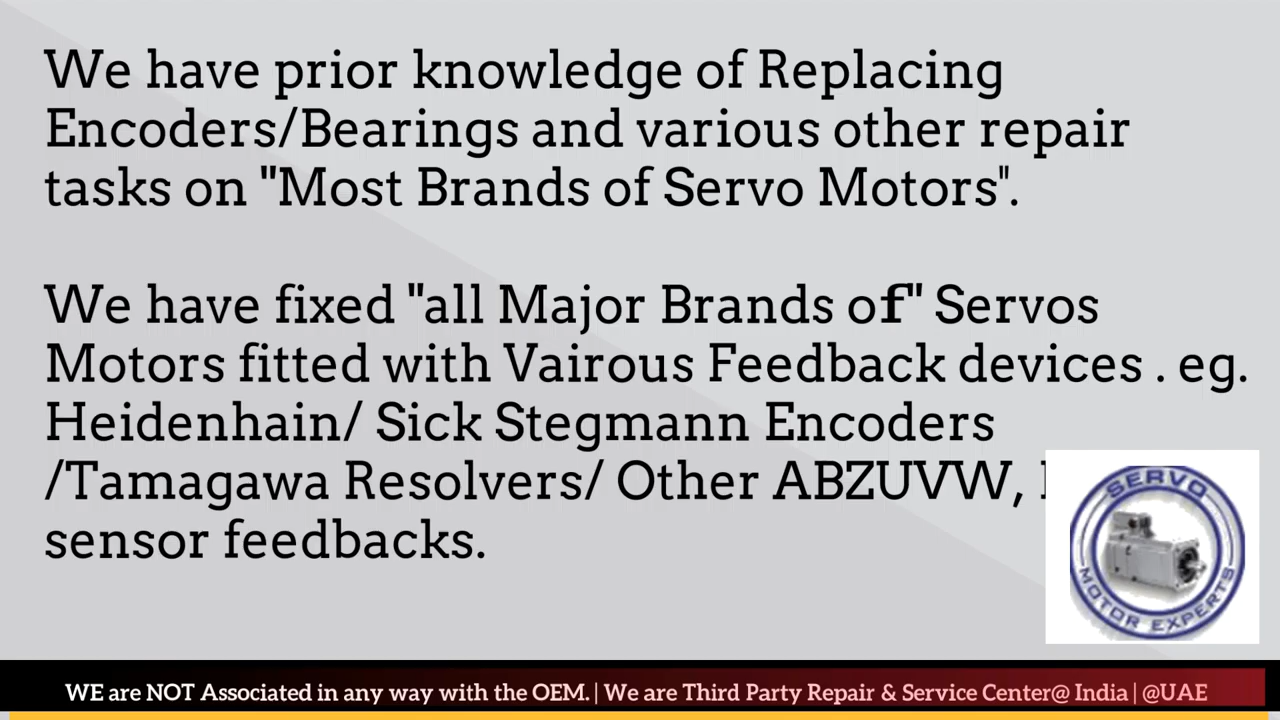 We have prior knowledge of Replacing
Encoders/Bearings and various other repair
tasks on "Most Brands of Servo Motors".
We have fixed "all Major Brands of" Servos
Motors fitted with Vairous Feedback devices . eg.
Heidenhain/ Sick Stegmann Encoders
/Tamagawa Resolvers/ Other ABZUVW,
sensor feedbacks.
SERVO
MOTOR EXPERTS
WE are NOT Associated in any way with the OEM. | We are Third Party Repair & Service Center@ India | @UAE